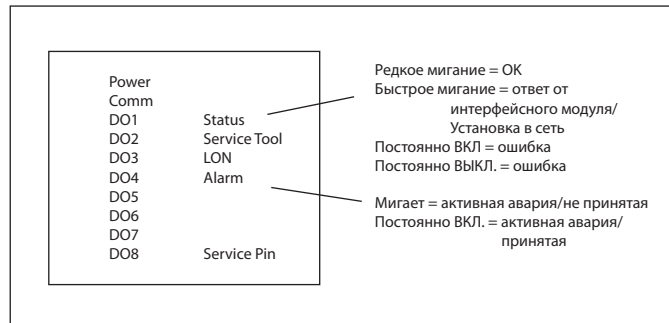 Power
Comm
DO1 Status
DO2 Service Tool
DO3 LON
DO4 Alarm
DO5
DO6
DO7
DO8 Service Pin
Редкое мигание = OK
Быстрое мигание = ответ от
интерфейсного модуля/
Установка в сеть
Постоянно ВКЛ = ошибка
Постоянно ВЫКЛ. = ошибка
Мигает = активная авария/не принятая
Постоянно ВКЛ. = активная авария/
принятая